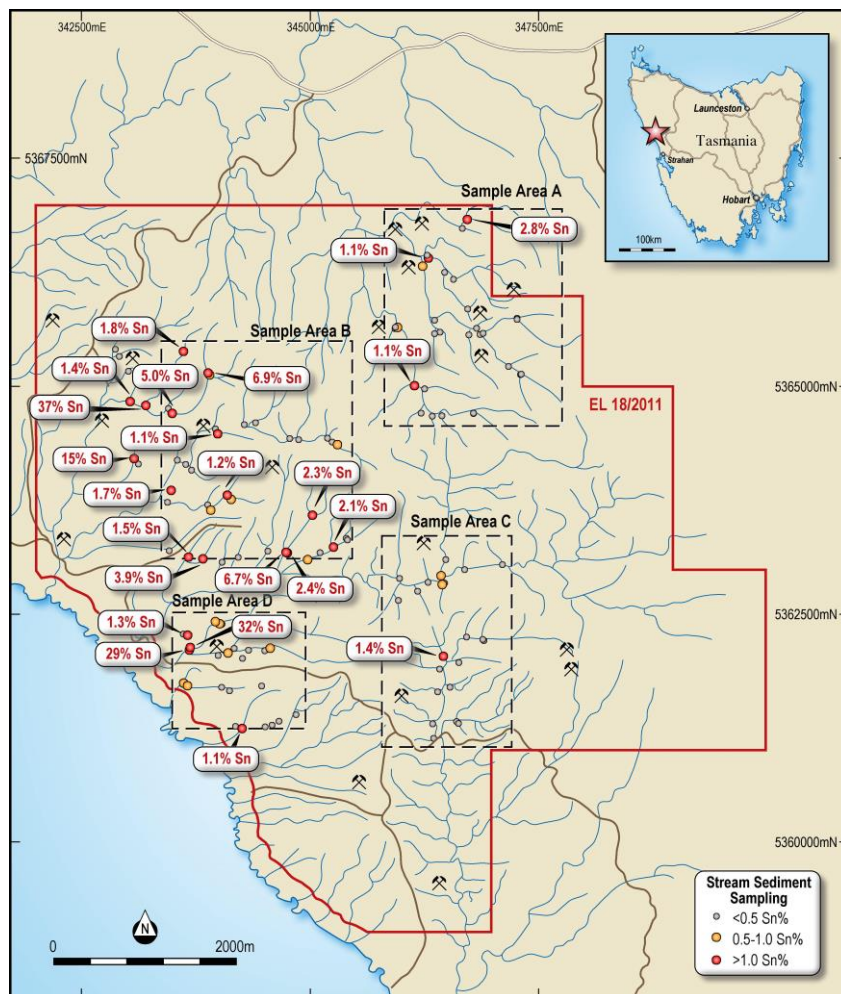 342500mE
345000mE
347500mE
Launceston
Tasmania
Strahan
Hobart
100km
5367500mN
Sample Area A
2.8% Sn
1.1% Sn
1.8% Sn
Sample Area B
1.4% Sn
5.0% Sn
6.9% Sn
1.1% Sn
5365000mN
37% Sn
EL 18/2011
1.1% Sn
15% Sn
1.2% Sn
2.3% Sn
1.7% Sn
2.1% Sn
1.5% Sn
Sample Area C
3.9% Sn
6.7% Sn
2.4% Sn
Sample Area D
5362500mN
1.3% Sn
32% Sn
29% Sn
1.4% Sn
1.1% Sn
5360000mN
N
0
2000m
Stream Sediment
Sampling
<0.5 Sn%
0.5-1.0 Sn%
>1.0 Sn%